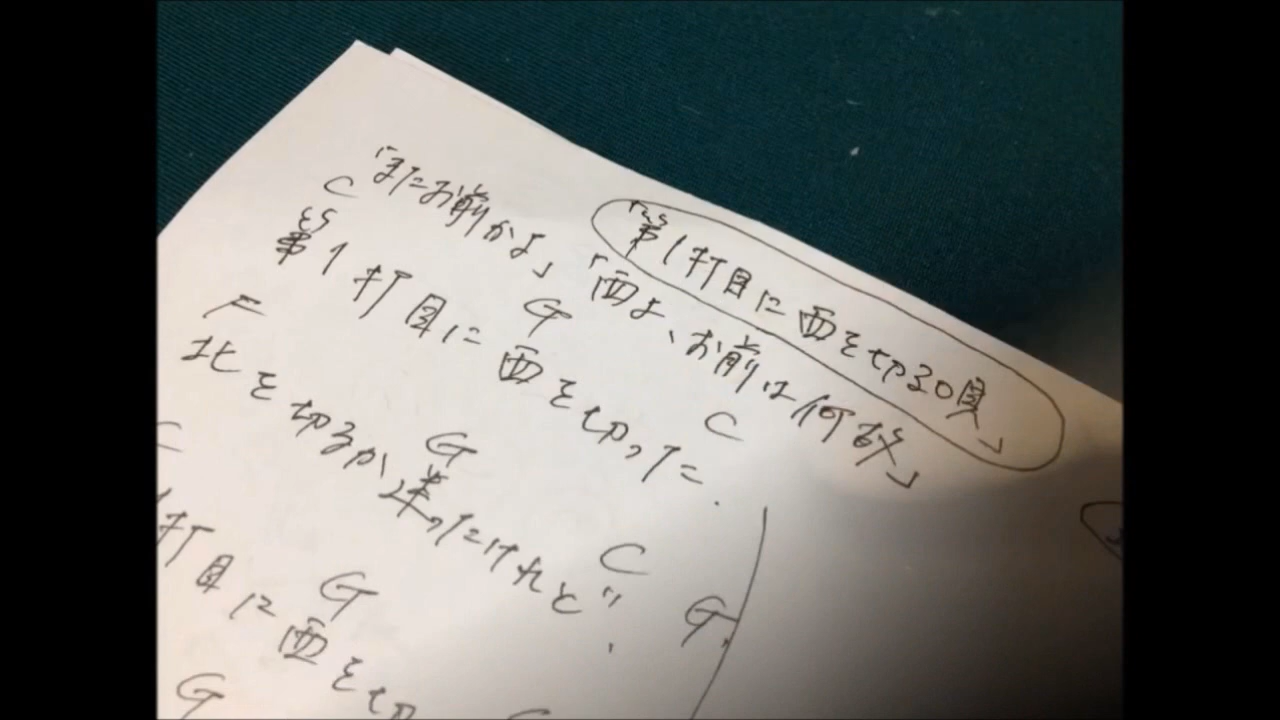 「第1打目に西を切る
「またお前かよ」「西よ、お前は何故」
C G C
第1打目に西を切った.
F G C G
北を切るか迷ったけれど".
C G
打目に西を切
G